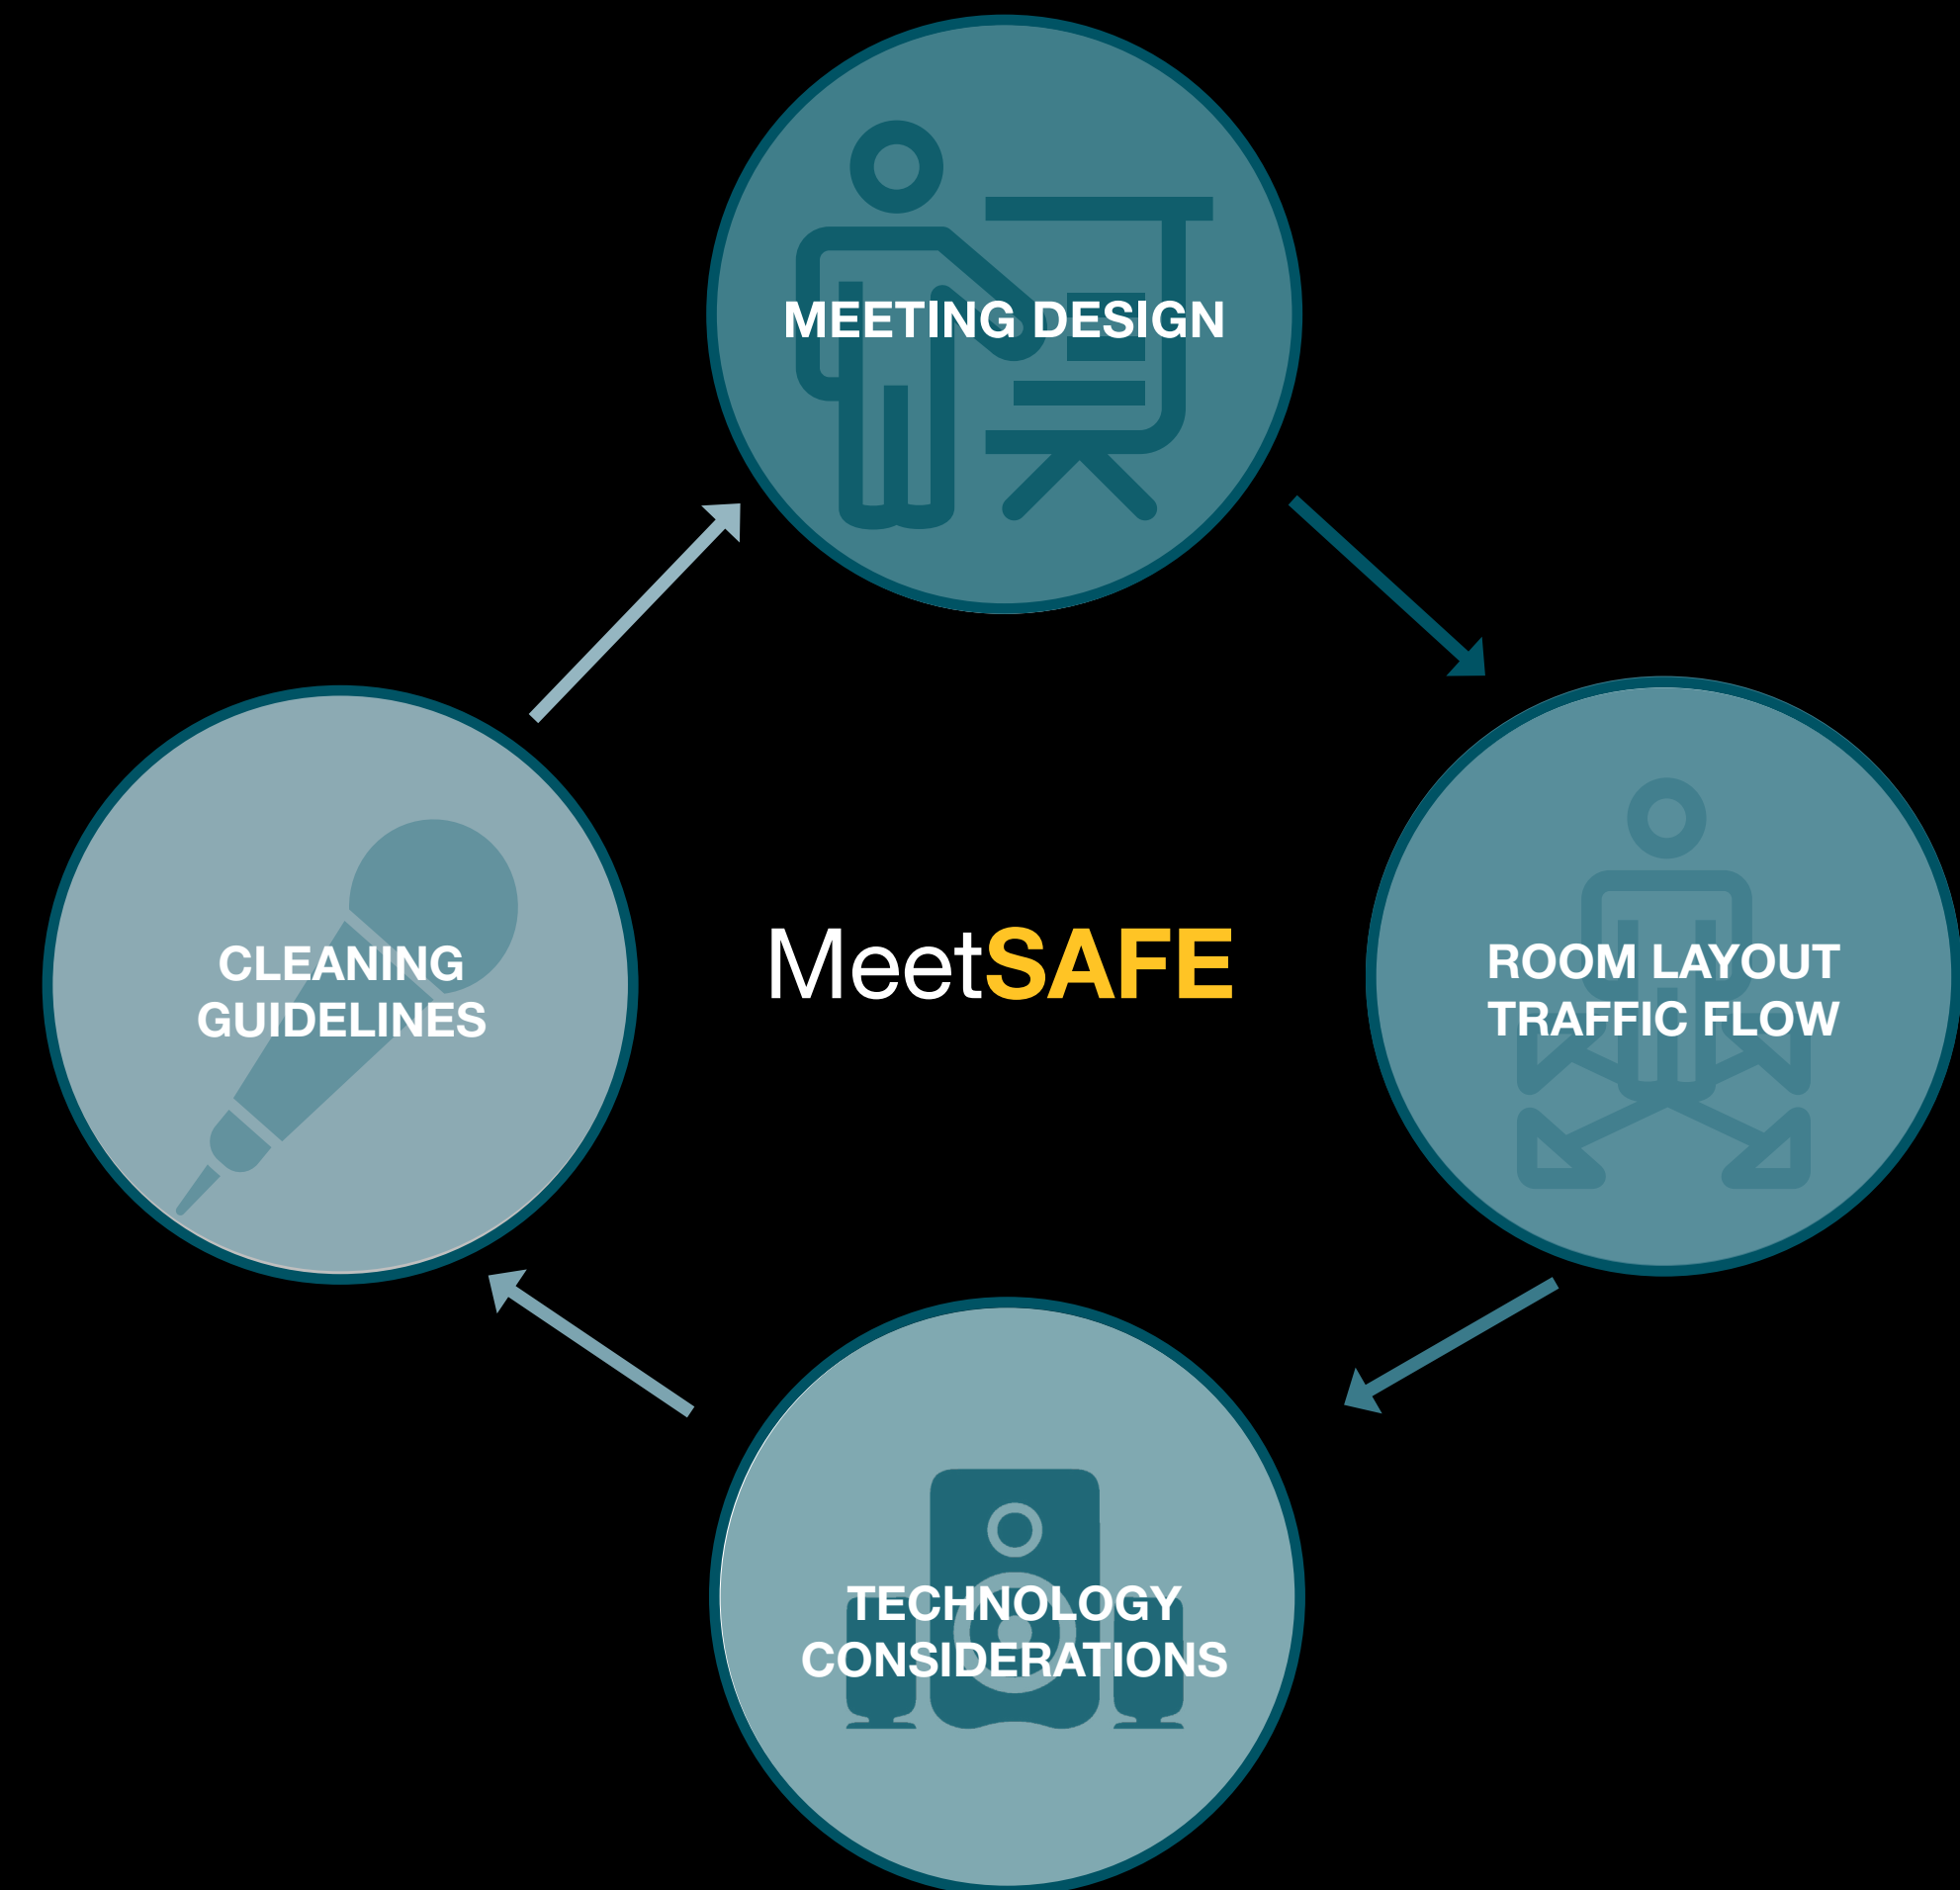 MEETING DESIGN
CLEANING
GUIDELINES
MeetSAFE
ROOM LAYOUT
TRAFFIC FLOW
TECHNOLOGY
CONSIDERATIONS